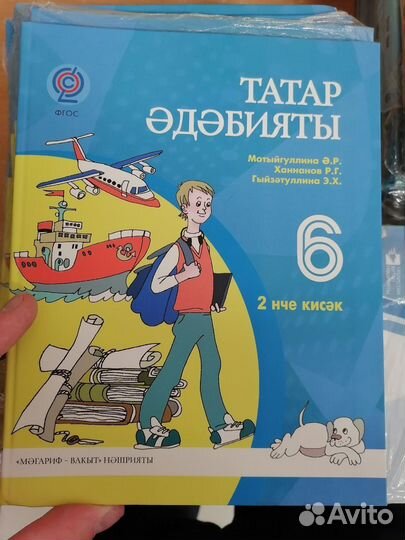 ФГОС
ТАТАР
ӘДӘБИЯТЫ
Мотыйгуллина Ә.Р.
Ханнанов Р.Г.
Гыйзәтуллина Э.Х.
6
2 нче кисәк
«МӘГАРИФ – ВАКЫТ» НӘШРИЯТЫ
Avito